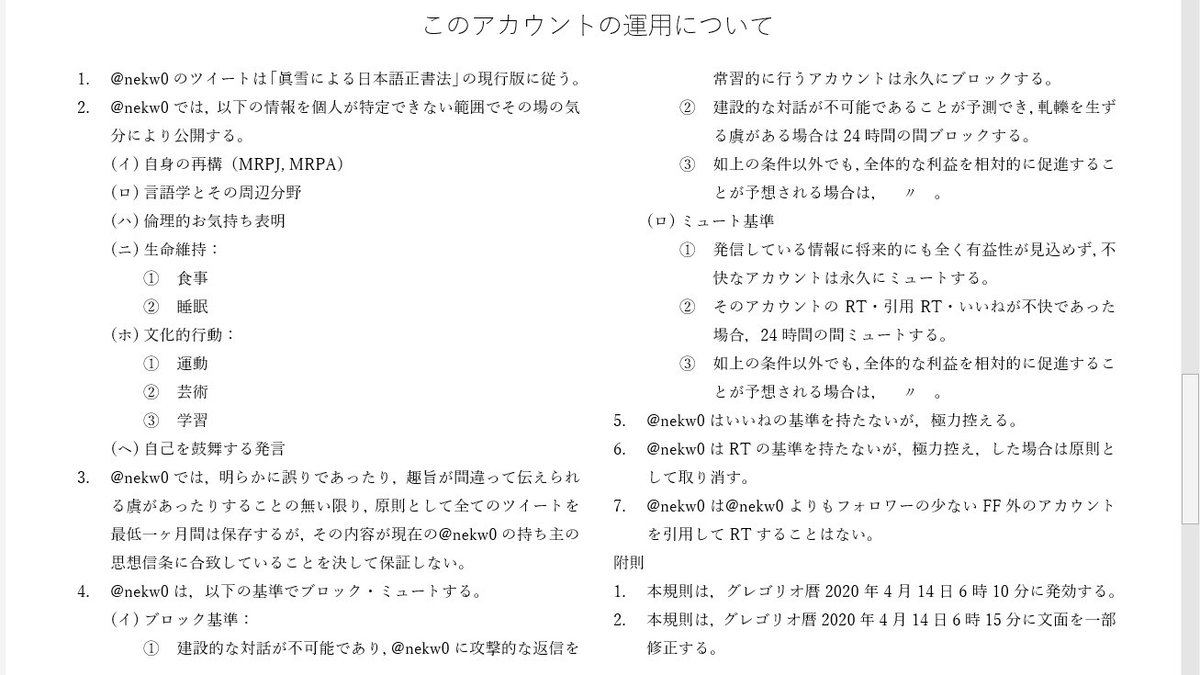 このアカウントの運用について
1. @nekw0 のツイートは「眞雪による日本語正書法」の現行版に従う。
2. @nekw0 では, 以下の情報を個人が特定できない範囲でその場の気
分により公開する。
(イ) 自身の再構（MRPJ, MRPA）
(ロ) 言語学とその周辺分野
(ハ) 倫理的お気持ち表明
(ニ) 生命維持：
① 食事
② 睡眠
(ホ) 文化的行動：
① 運動
② 芸術
③ 学習
(ヘ) 自己を鼓舞する発言
3. @nekw0 では, 明らかに誤りであったり, 趣旨が間違って伝えられ
る虞があったりすることの無い限り, 原則として全てのツイートを
最低一ヶ月間は保存するが, その内容が現在の@nekw0 の持ち主の
思想信条に合致していることを決して保証しない。
4. @nekw0 は, 以下の基準でブロック・ミュートする。
(イ) ブロック基準：
① 建設的な対話が不可能であり, @nekw0 に攻撃的な返信を
常習的に行うアカウントは永久にブロックする。
② 建設的な対話が不可能であることが予測でき, 軋轢を生ず
る虞がある場合は 24 時間の間ブロックする。
③ 如上の条件以外でも, 全体的な利益を相対的に促進するこ
とが予想される場合は, 〃 。
(ロ) ミュート基準
① 発信している情報に将来的にも全く有益性が見込めず, 不
快なアカウントは永久にミュートする。
② そのアカウントの RT・引用 RT・いいねが不快であった
場合, 24 時間の間ミュートする。
③ 如上の条件以外でも, 全体的な利益を相対的に促進するこ
とが予想される場合は, 〃 。
5. @nekw0 はいいねの基準を持たないが, 極力控える。
6. @nekw0 は RT の基準を持たないが, 極力控え, した場合は原則と
して取り消す。
7. @nekw0 は@nekw0 よりもフォロワーの少ない FF 外のアカウント
を引用して RT することはない。
附則
1. 本規則は, グレゴリオ暦 2020 年 4 月 14 日 6 時 10 分に発効する。
2. 本規則は, グレゴリオ暦 2020 年 4 月 14 日 6 時 15 分に文面を一部
修正する。